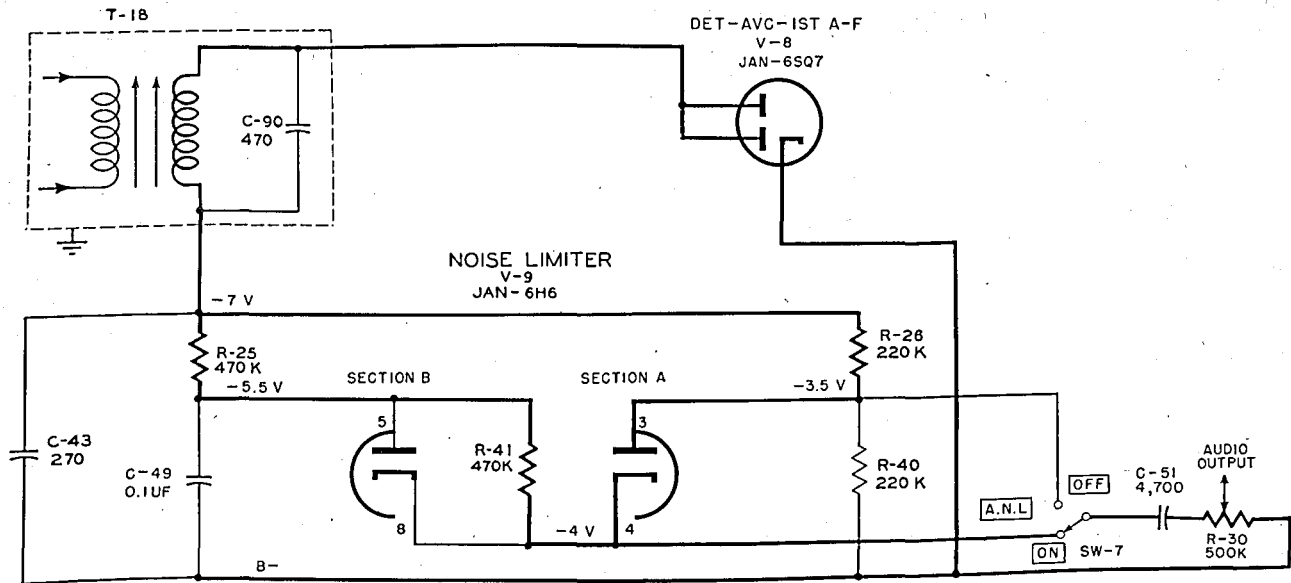 T-18
DET-AVC-1ST A-F
V-8
JAN-6SQ7
C-90
470
NOISE LIMITER
V-9
JAN-6H6
-7 V
R-25
470 K
R-26
220 K
SECTION B
SECTION A
-5.5 V
-3.5 V
5
3
C-43
270
C-49
0.1UF
R-41
470K
R-40
220 K
8
4
-4 V
A.N.L
OFF
C-51
4,700
AUDIO
OUTPUT
ON
SW-7
R-30
500K
B-